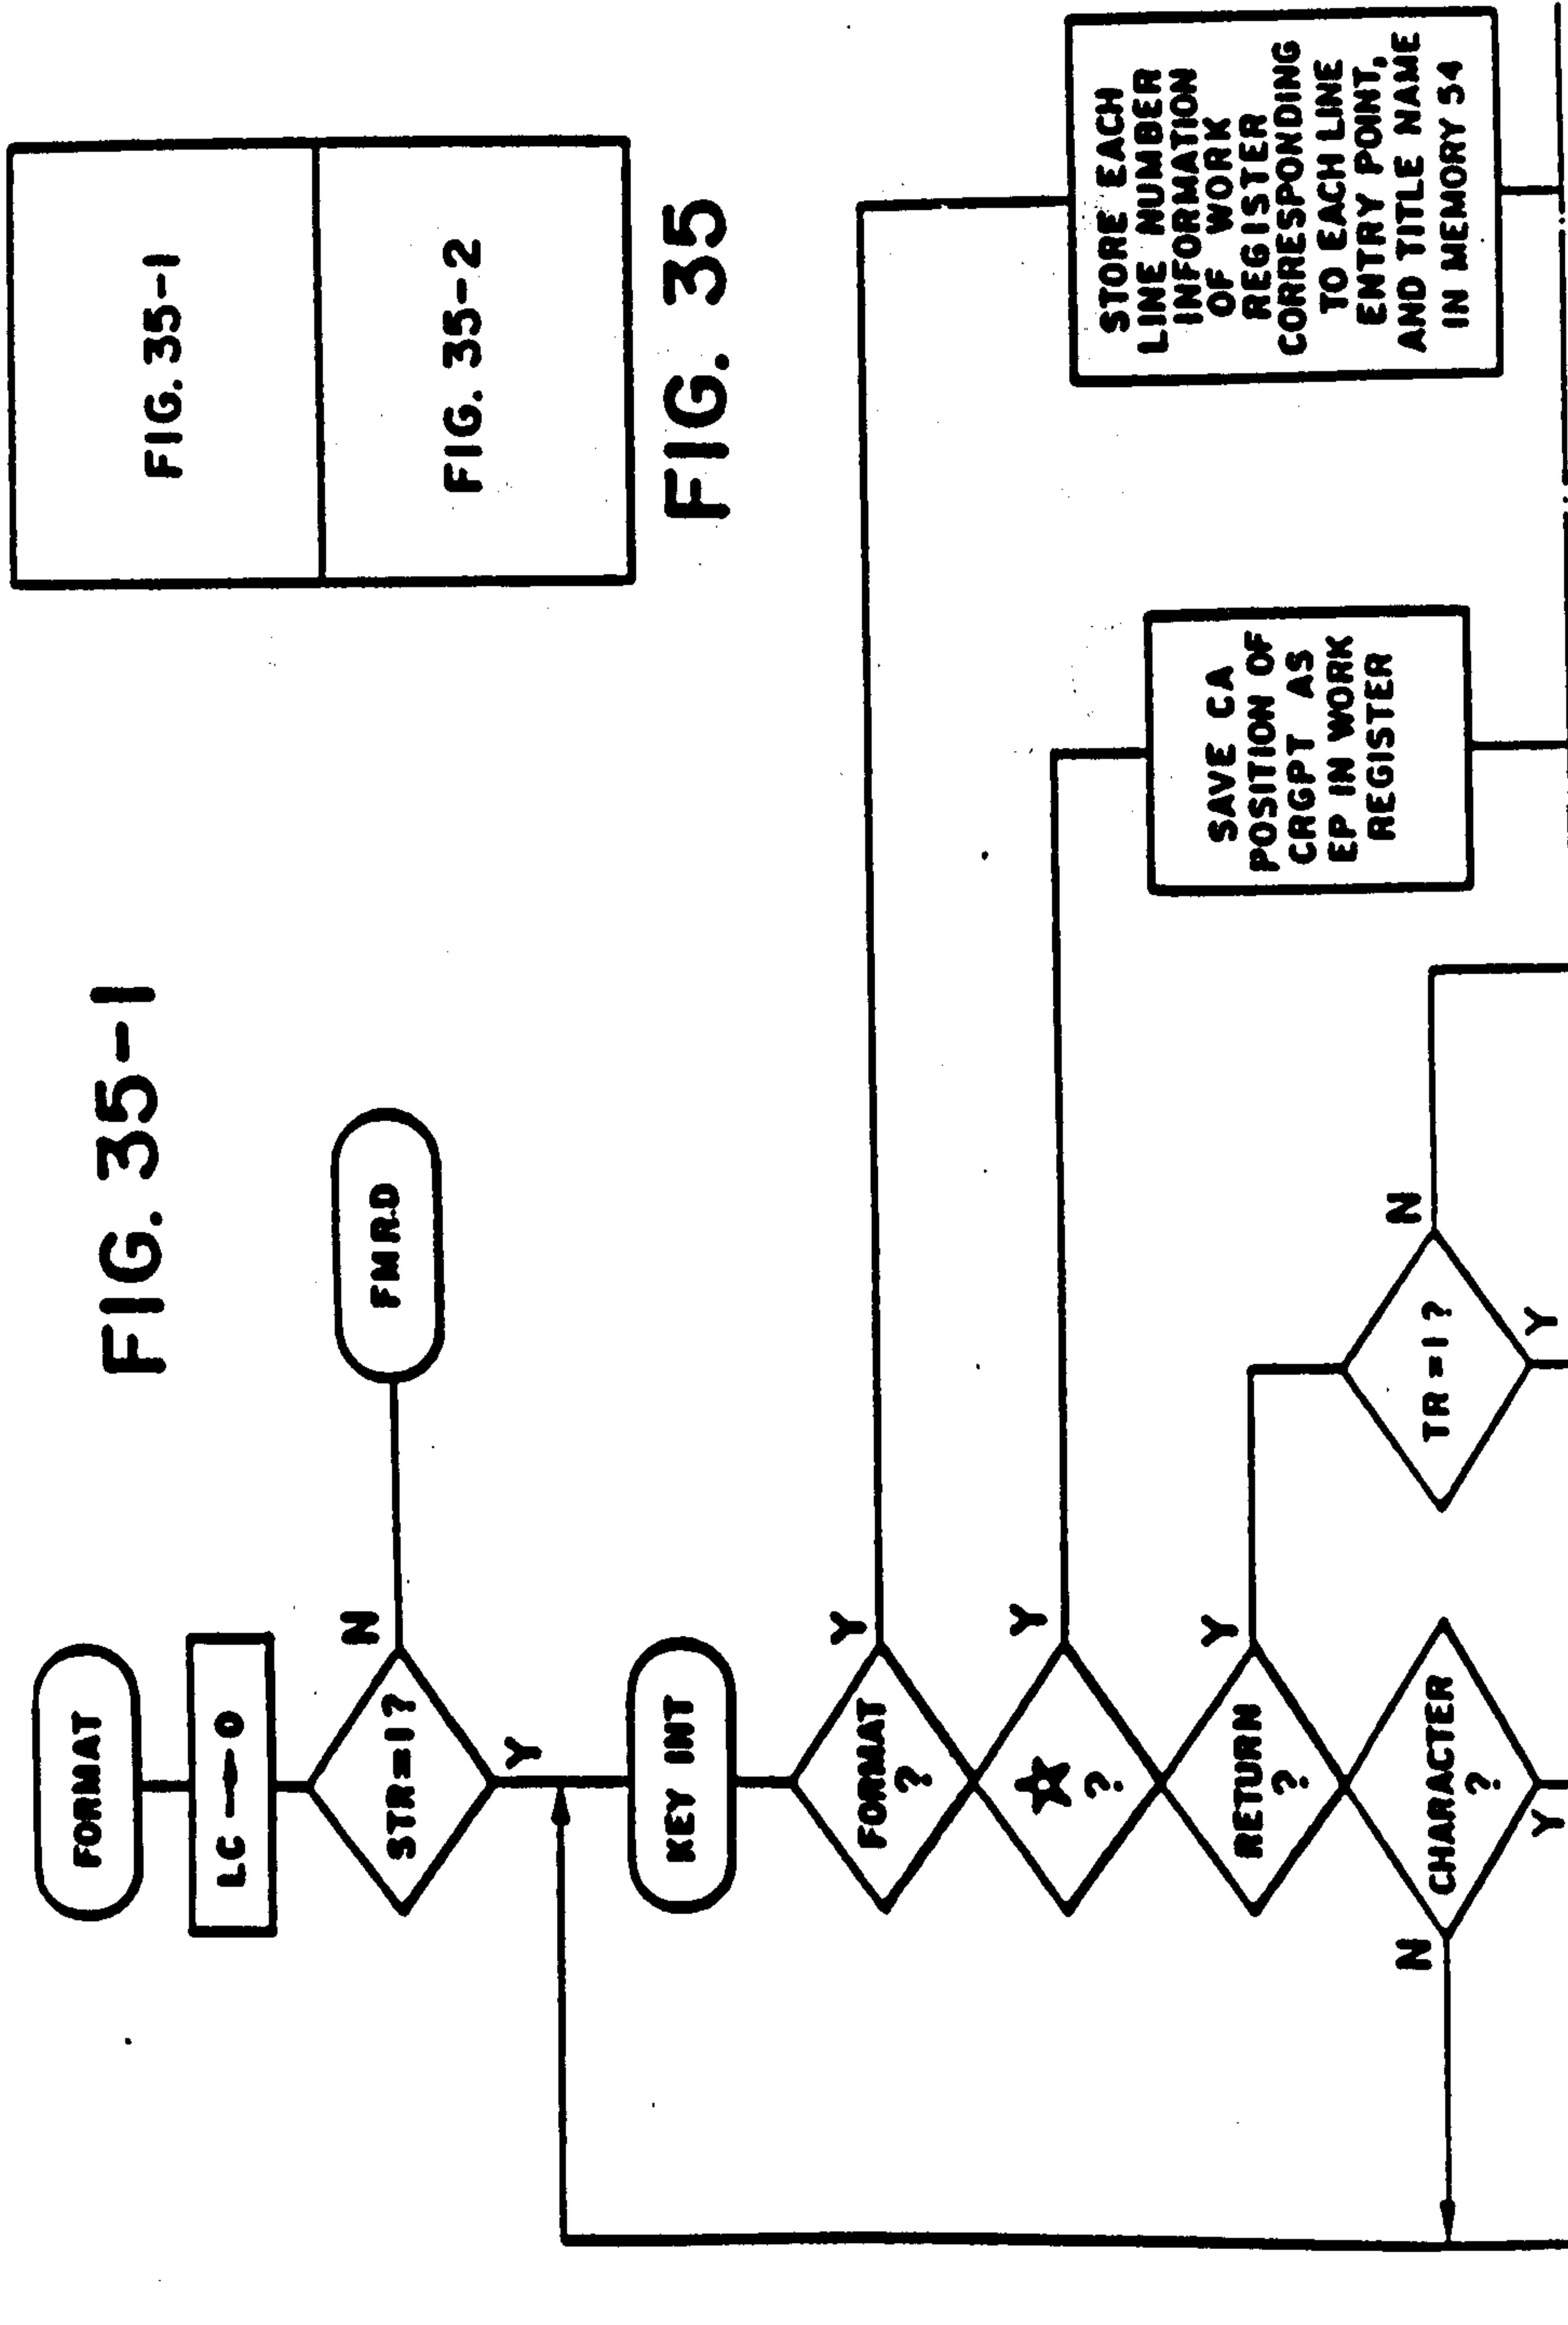 FIG. 35-1
FIG. 35-1
FIG. 35-2
FIG. 35
FORMAT
LC → 0
STR=1?
N
Y
FMRD
KEY INT
FORMAT
?
Y
☆
?
Y
RETURN
?
Y
CHARACTER
?
N
Y
TR=1?
N
Y
SAVE CA
POSITION OF
CRGPT AS
EP IN WORK
REGISTER
STORE EACH
LINE NUMBER
INFORMATION
OF WORK
REGISTER
CORRESPONDING
TO EACH LINE
ENTRY POINT,
AND TITLE NAME
IN MEMORY 54